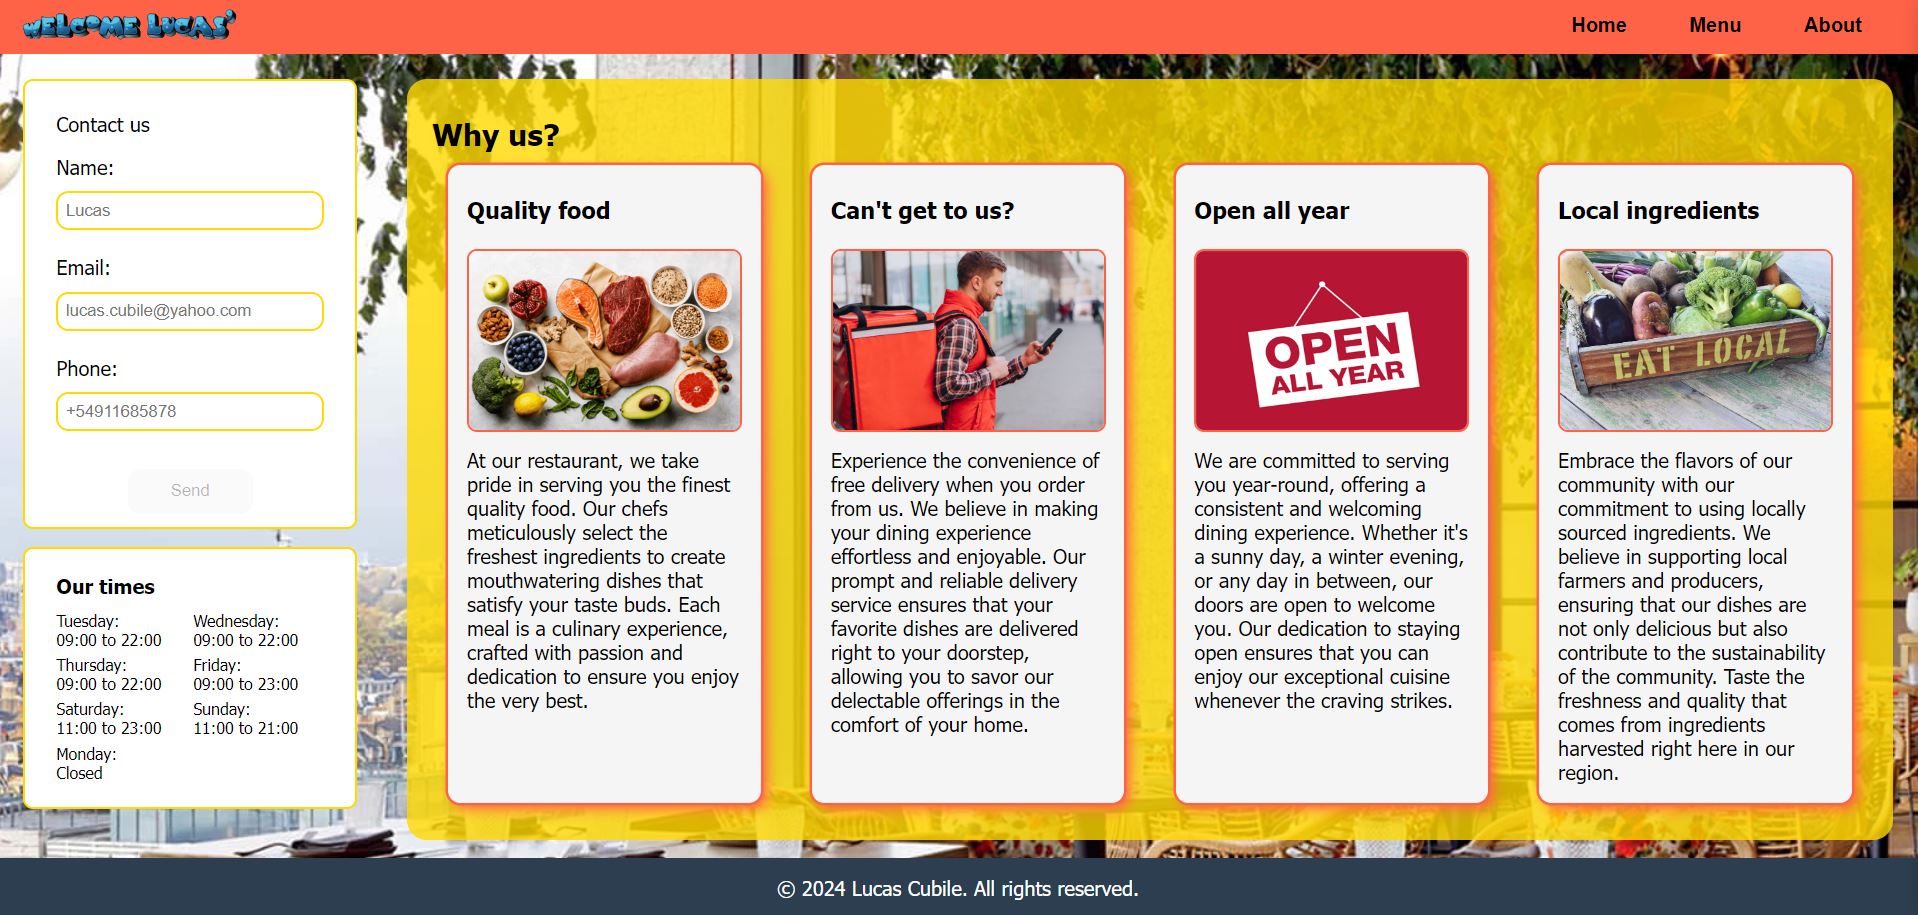 WELCOME LUCAS'
Home Menu About
Contact us
Name:
Lucas
Email:
lucas.cubile@yahoo.com
Phone:
+54911685878
Send
Our times
Tuesday:
09:00 to 22:00
Wednesday:
09:00 to 22:00
Thursday:
09:00 to 22:00
Friday:
09:00 to 23:00
Saturday:
11:00 to 23:00
Sunday:
11:00 to 21:00
Monday:
Closed
Why us?
Quality food
At our restaurant, we take
pride in serving you the finest
quality food. Our chefs
meticulously select the
freshest ingredients to create
mouthwatering dishes that
satisfy your taste buds. Each
meal is a culinary experience,
crafted with passion and
dedication to ensure you enjoy
the very best.
Can't get to us?
Experience the convenience of
free delivery when you order
from us. We believe in making
your dining experience
effortless and enjoyable. Our
prompt and reliable delivery
service ensures that your
favorite dishes are delivered
right to your doorstep,
allowing you to savor our
delectable offerings in the
comfort of your home.
Open all year
OPEN
ALL YEAR
We are committed to serving
you year-round, offering a
consistent and welcoming
dining experience. Whether it's
a sunny day, a winter evening,
or any day in between, our
doors are open to welcome
you. Our dedication to staying
open ensures that you can
enjoy our exceptional cuisine
whenever the craving strikes.
Local ingredients
EAT LOCAL
Embrace the flavors of our
community with our
commitment to using locally
sourced ingredients. We
believe in supporting local
farmers and producers,
ensuring that our dishes are
not only delicious but also
contribute to the sustainability
of the community. Taste the
freshness and quality that
comes from ingredients
harvested right here in our
region.
© 2024 Lucas Cubile. All rights reserved.